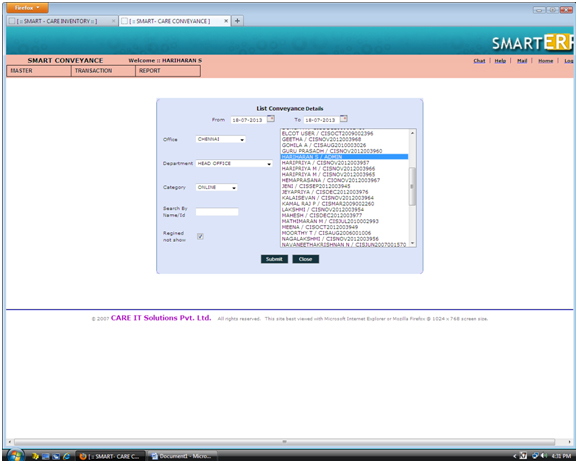 Firefox
[ :: SMART - CARE INVENTORY :: ]
[ :: SMART- CARE CONVEYANCE ]
SMART ERP
SMART CONVEYANCE Welcome :: HARIHARAN S
Chat | Help | Mail | Home | Log
MASTER TRANSACTION REPORT
List Conveyance Details
From 18-07-2013 To 18-07-2013
Office CHENNAI
Department HEAD OFFICE
Category ONLINE
Search By Name/Id
Regined not show
ELCOT USER / CISOCT2009002396
GEETHA / CISNOV2012003968
GOHILA A / CISAUG2010003026
GURU PRASADH / CISNOV2012003960
HARIHARAN S / ADMIN
HARIPRIYA / CISNOV2012003957
HARIPRIYA M / CISNOV2012003966
HARIPRIYA M / CISNOV2012003965
HEMAPRASANA / CISNOV2012003967
JENI / CISSEP2012003945
JEYAPRIYA / CISDEC2012003976
KALAISEVAN / CISNOV2012003964
KAMAL RAJ P / CISMAR2009002260
LAKSHMI / CISNOV2012003954
MAHESH / CISDEC2012003977
MATHIMARAN M / CISJUL2010002993
MEENA / CISOCT2012003949
MOORTHY T / CISAUG2006001006
NAGALAKSHMI / CISNOV2012003956
NAVANEETHAKRISHNAN N / CISJUN2007001570
Submit Close
© 2007 CARE IT Solutions Pvt. Ltd. All rights reserved. This site best viewed with Microsoft Internet Explorer or Mozilla Firefox @ 1024 x 768 screen size.
[ :: SMART- CARE C... Document1 - Micro... 4:31 PM